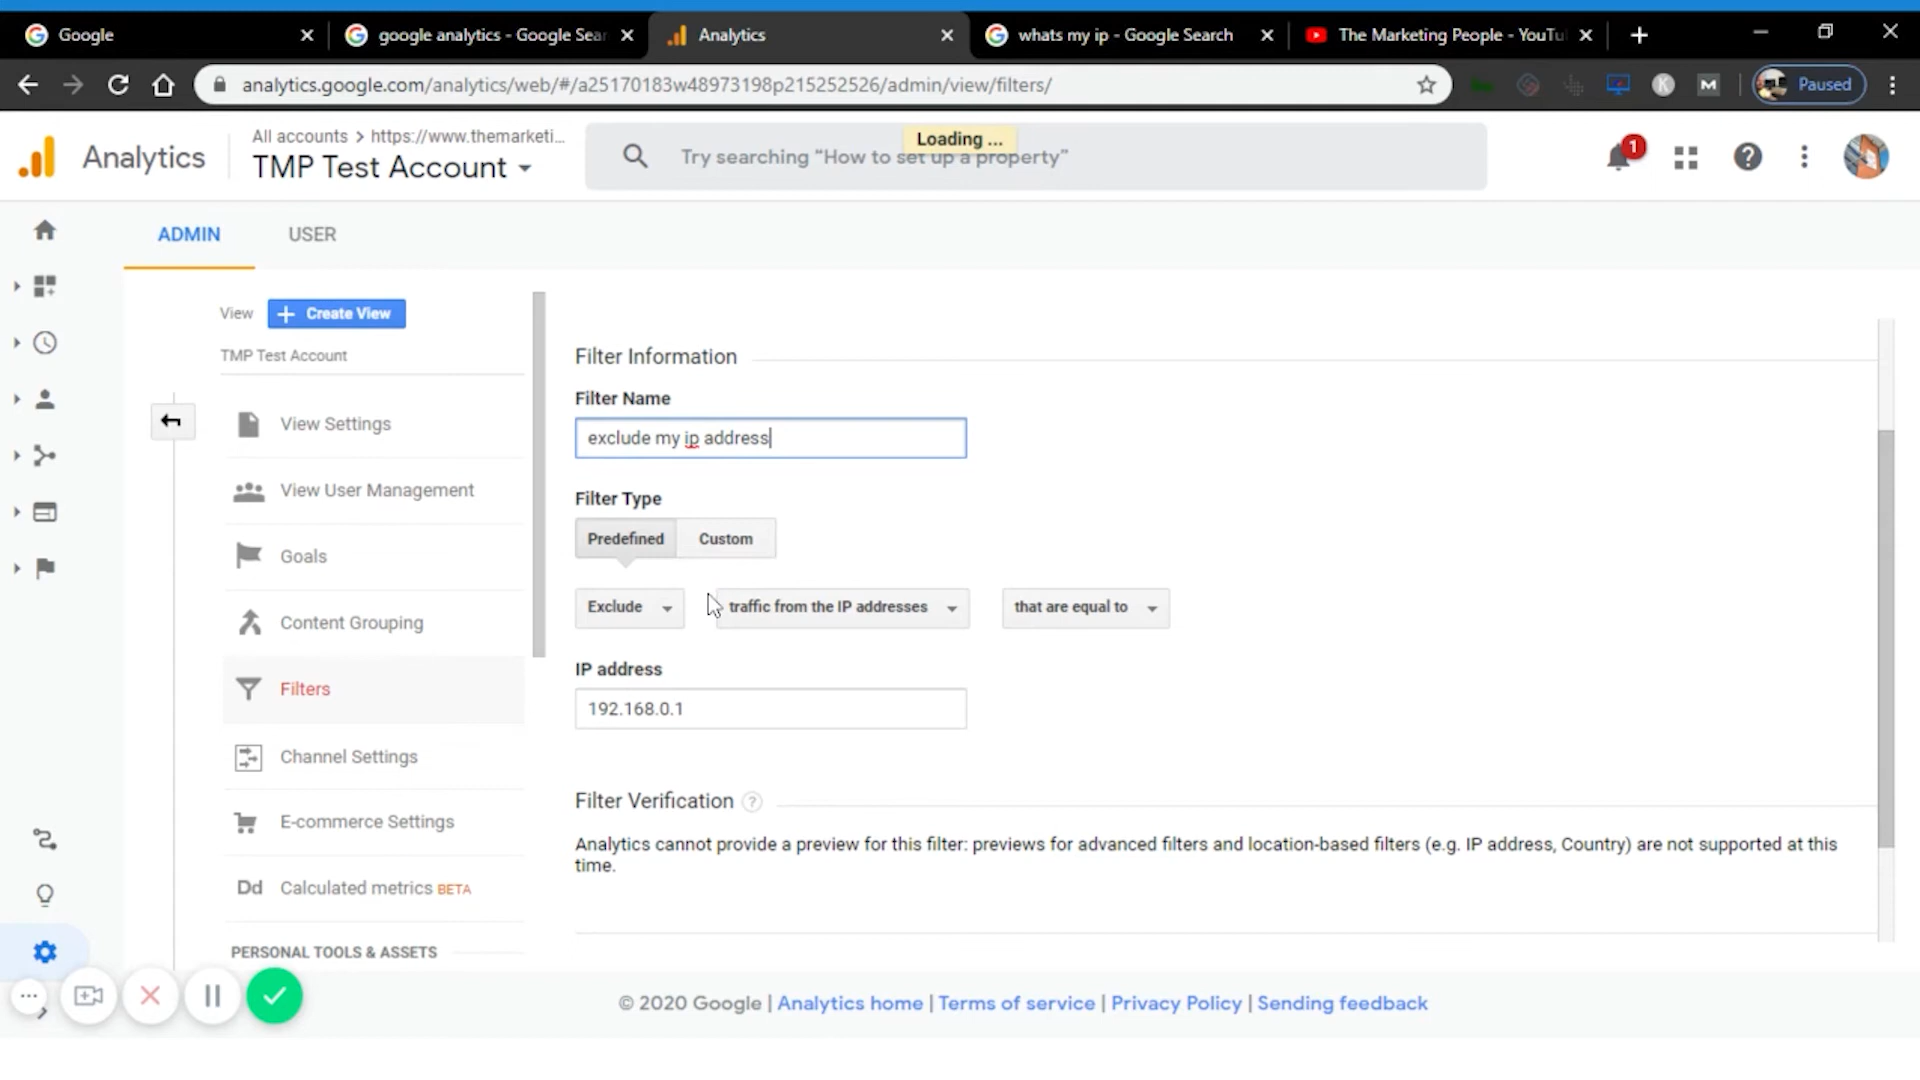 Google
google analytics - Google Sear
Analytics
whats my ip - Google Search
The Marketing People - YouTu
analytics.google.com/analytics/web/#/a25170183w48973198p215252526/admin/view/filters/
K
M
Paused
Analytics
All accounts > https://www.themarketi...
TMP Test Account
Loading ...
Try searching “How to set up a property”
1
ADMIN
USER
View
+ Create View
TMP Test Account
View Settings
View User Management
Goals
Content Grouping
Filters
Channel Settings
E-commerce Settings
Dd Calculated metrics BETA
PERSONAL TOOLS & ASSETS
Filter Information
Filter Name
exclude my ip address
Filter Type
Predefined
Custom
Exclude
traffic from the IP addresses
that are equal to
IP address
192.168.0.1
Filter Verification ?
Analytics cannot provide a preview for this filter: previews for advanced filters and location-based filters (e.g. IP address, Country) are not supported at this
time.
© 2020 Google | Analytics home | Terms of service | Privacy Policy | Sending feedback